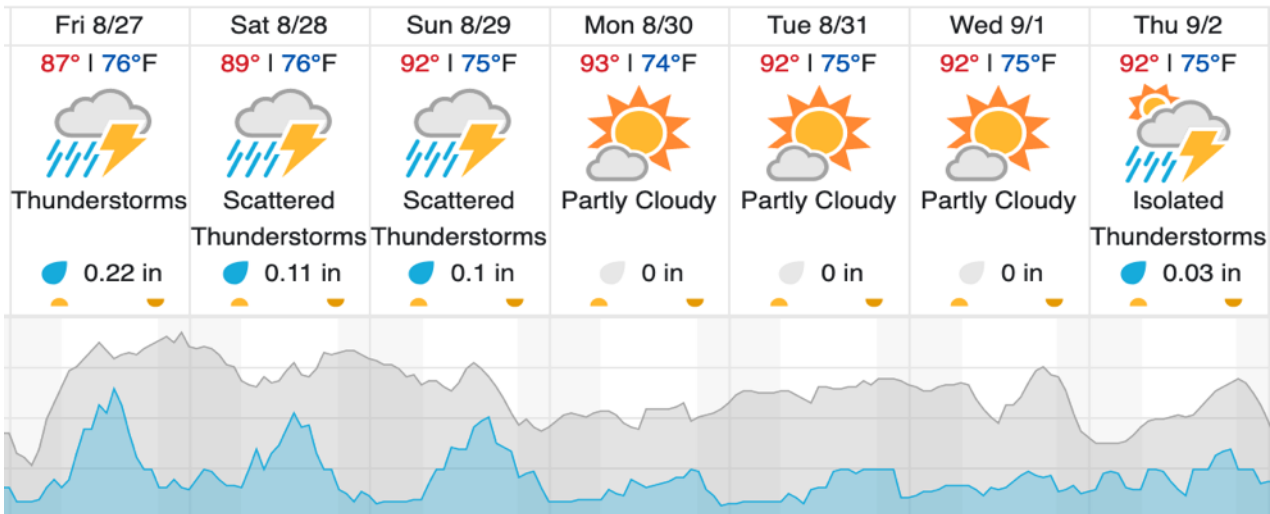 Fri 8/27 Sat 8/28 Sun 8/29 Mon 8/30 Tue 8/31 Wed 9/1 Thu 9/2
87° | 76°F 89° | 76°F 92° | 75°F 93° | 74°F 92° | 75°F 92° | 75°F 92° | 75°F
Thunderstorms Scattered Scattered Partly Cloudy Partly Cloudy Partly Cloudy Isolated
Thunderstorms Thunderstorms Thunderstorms
0.22 in 0.11 in 0.1 in 0 in 0 in 0 in 0.03 in